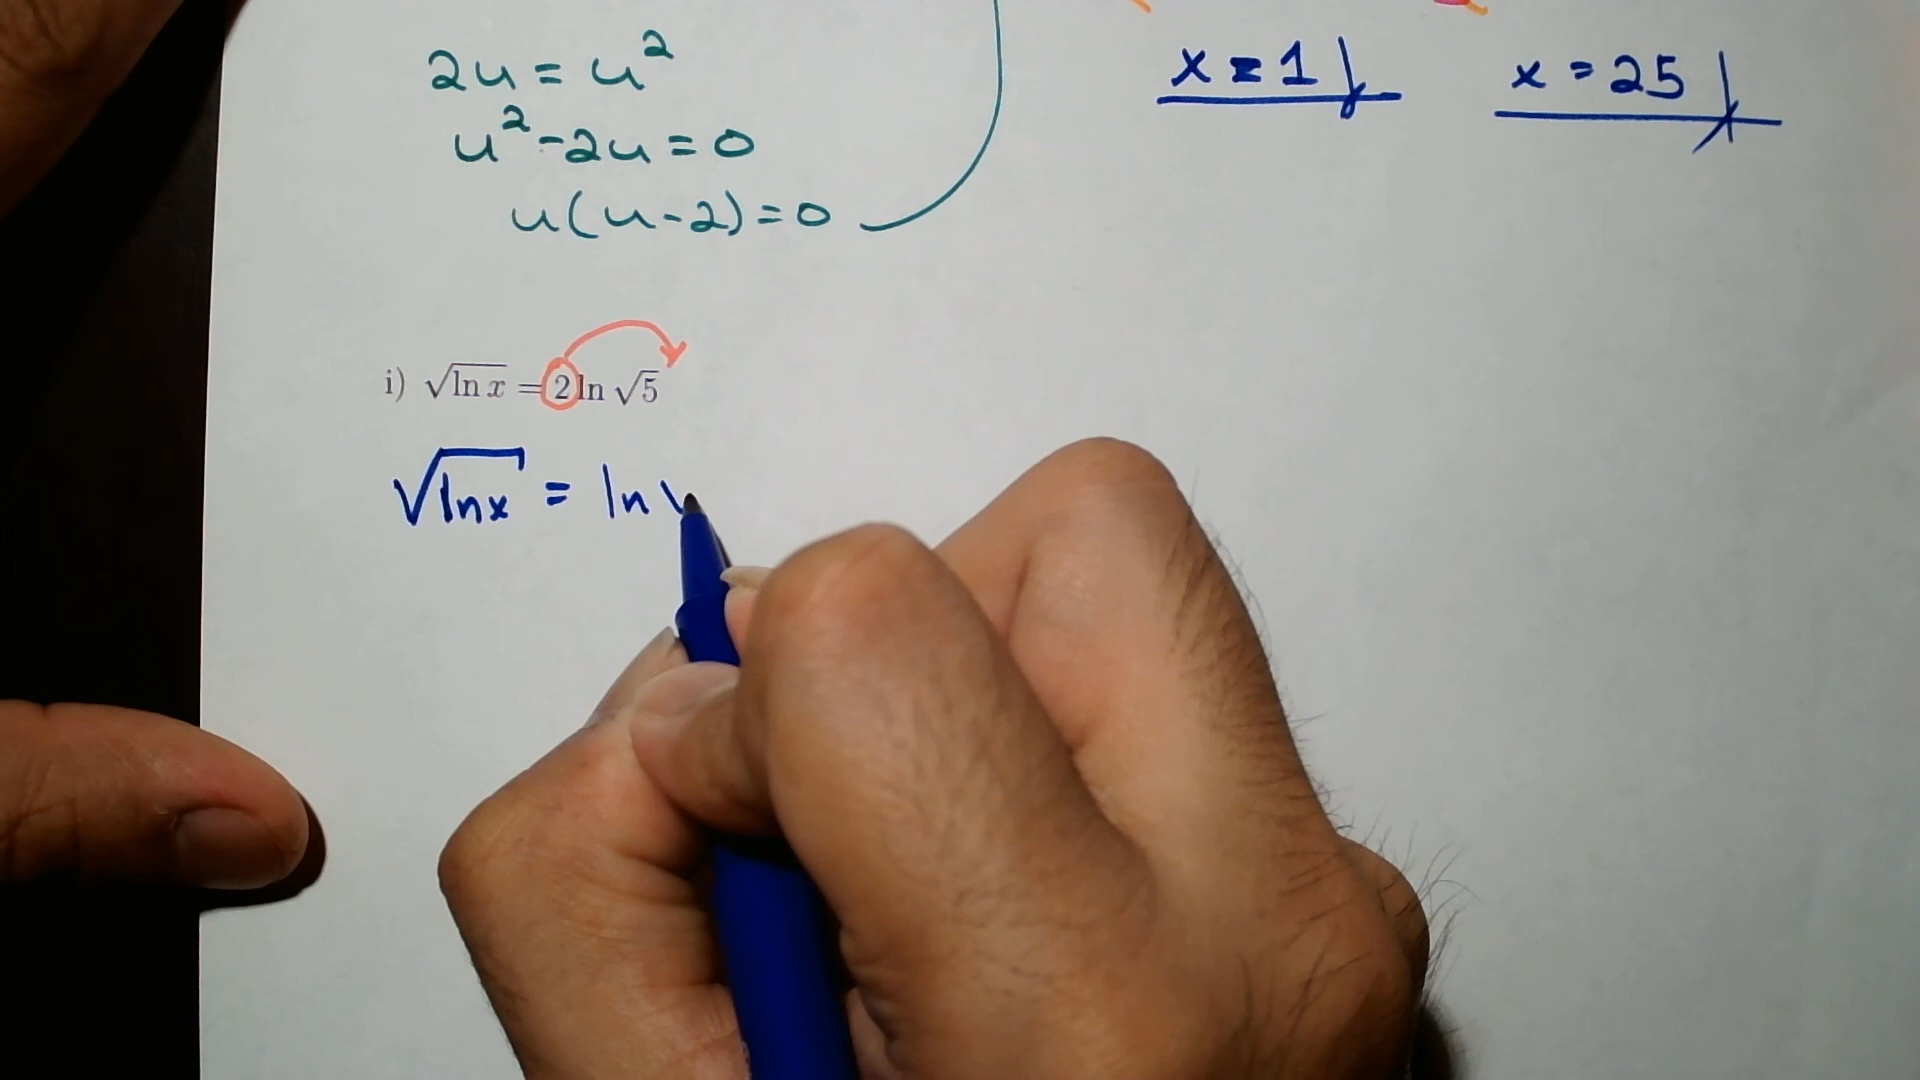 2u = u²
u² - 2u = 0
u(u - 2) = 0
x = 1
x = 25
i) √ln x = 2 ln √5
√lnx = ln √